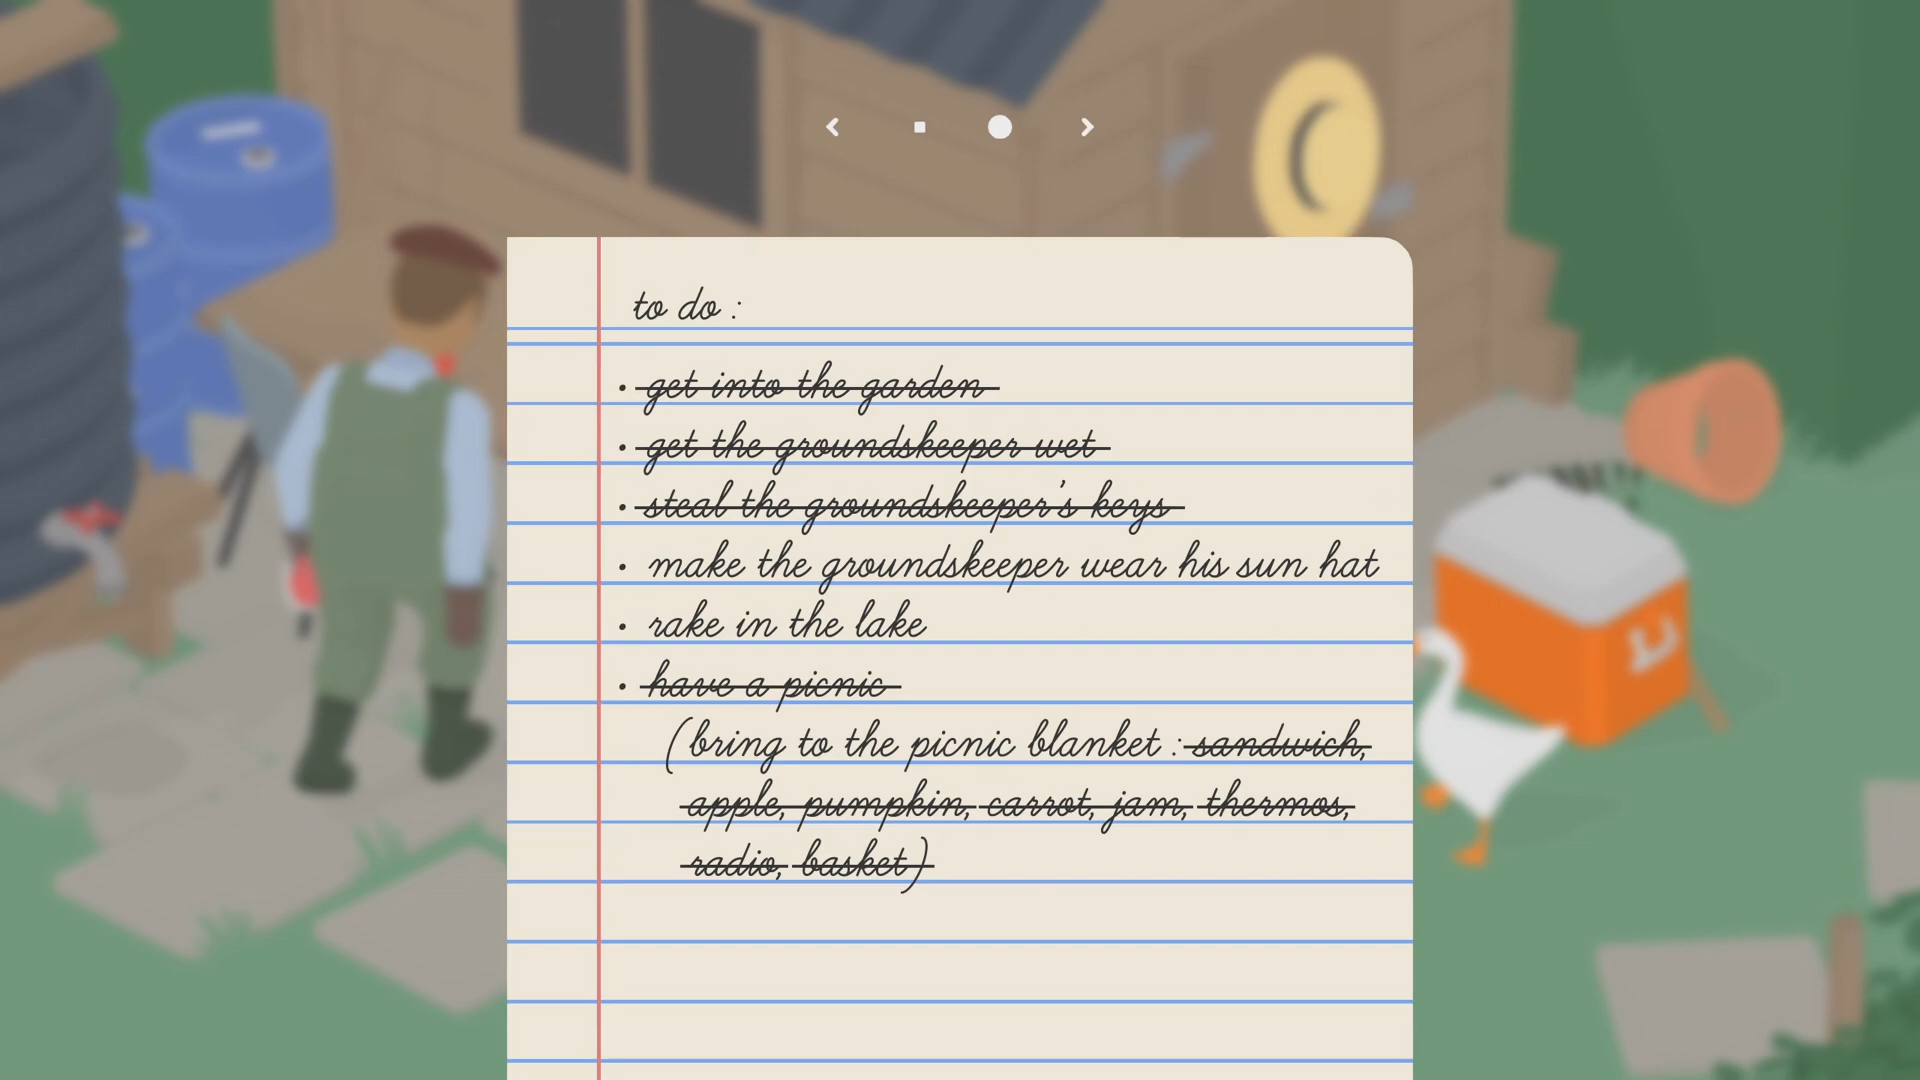 to do :
• get into the garden
• get the groundskeeper wet
• steal the groundskeeper's keys
• make the groundskeeper wear his sun hat
• rake in the lake
• have a picnic
(bring to the picnic blanket : sandwich,
apple, pumpkin, carrot, jam, thermos,
radio, basket)